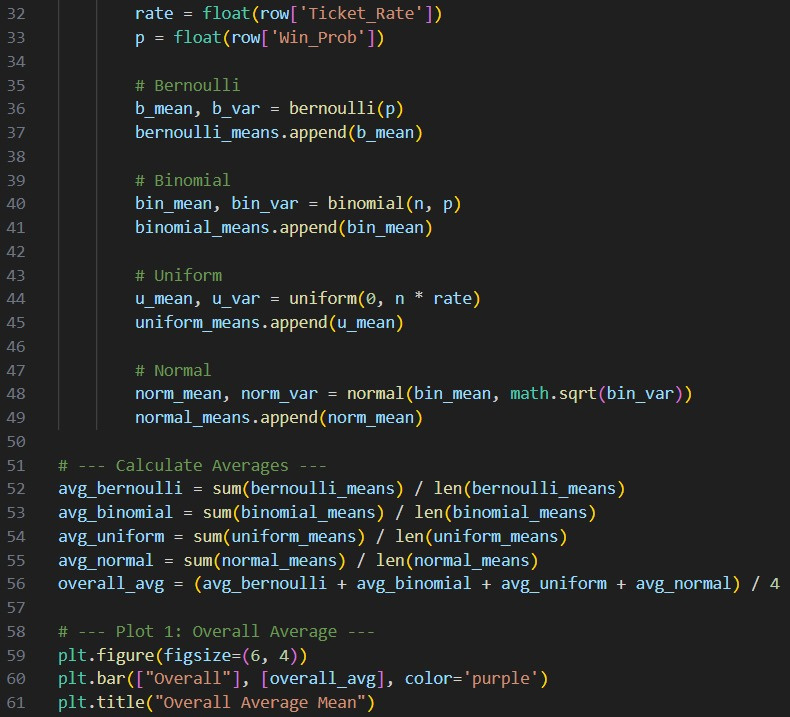 32 rate = float(row['Ticket_Rate'])
33 p = float(row['Win_Prob'])
34
35 # Bernoulli
36 b_mean, b_var = bernoulli(p)
37 bernoulli_means.append(b_mean)
38
39 # Binomial
40 bin_mean, bin_var = binomial(n, p)
41 binomial_means.append(bin_mean)
42
43 # Uniform
44 u_mean, u_var = uniform(0, n * rate)
45 uniform_means.append(u_mean)
46
47 # Normal
48 norm_mean, norm_var = normal(bin_mean, math.sqrt(bin_var))
49 normal_means.append(norm_mean)
50
51 # --- Calculate Averages ---
52 avg_bernoulli = sum(bernoulli_means) / len(bernoulli_means)
53 avg_binomial = sum(binomial_means) / len(binomial_means)
54 avg_uniform = sum(uniform_means) / len(uniform_means)
55 avg_normal = sum(normal_means) / len(normal_means)
56 overall_avg = (avg_bernoulli + avg_binomial + avg_uniform + avg_normal) / 4
57
58 # --- Plot 1: Overall Average ---
59 plt.figure(figsize=(6, 4))
60 plt.bar(["Overall"], [overall_avg], color='purple')
61 plt.title("Overall Average Mean")